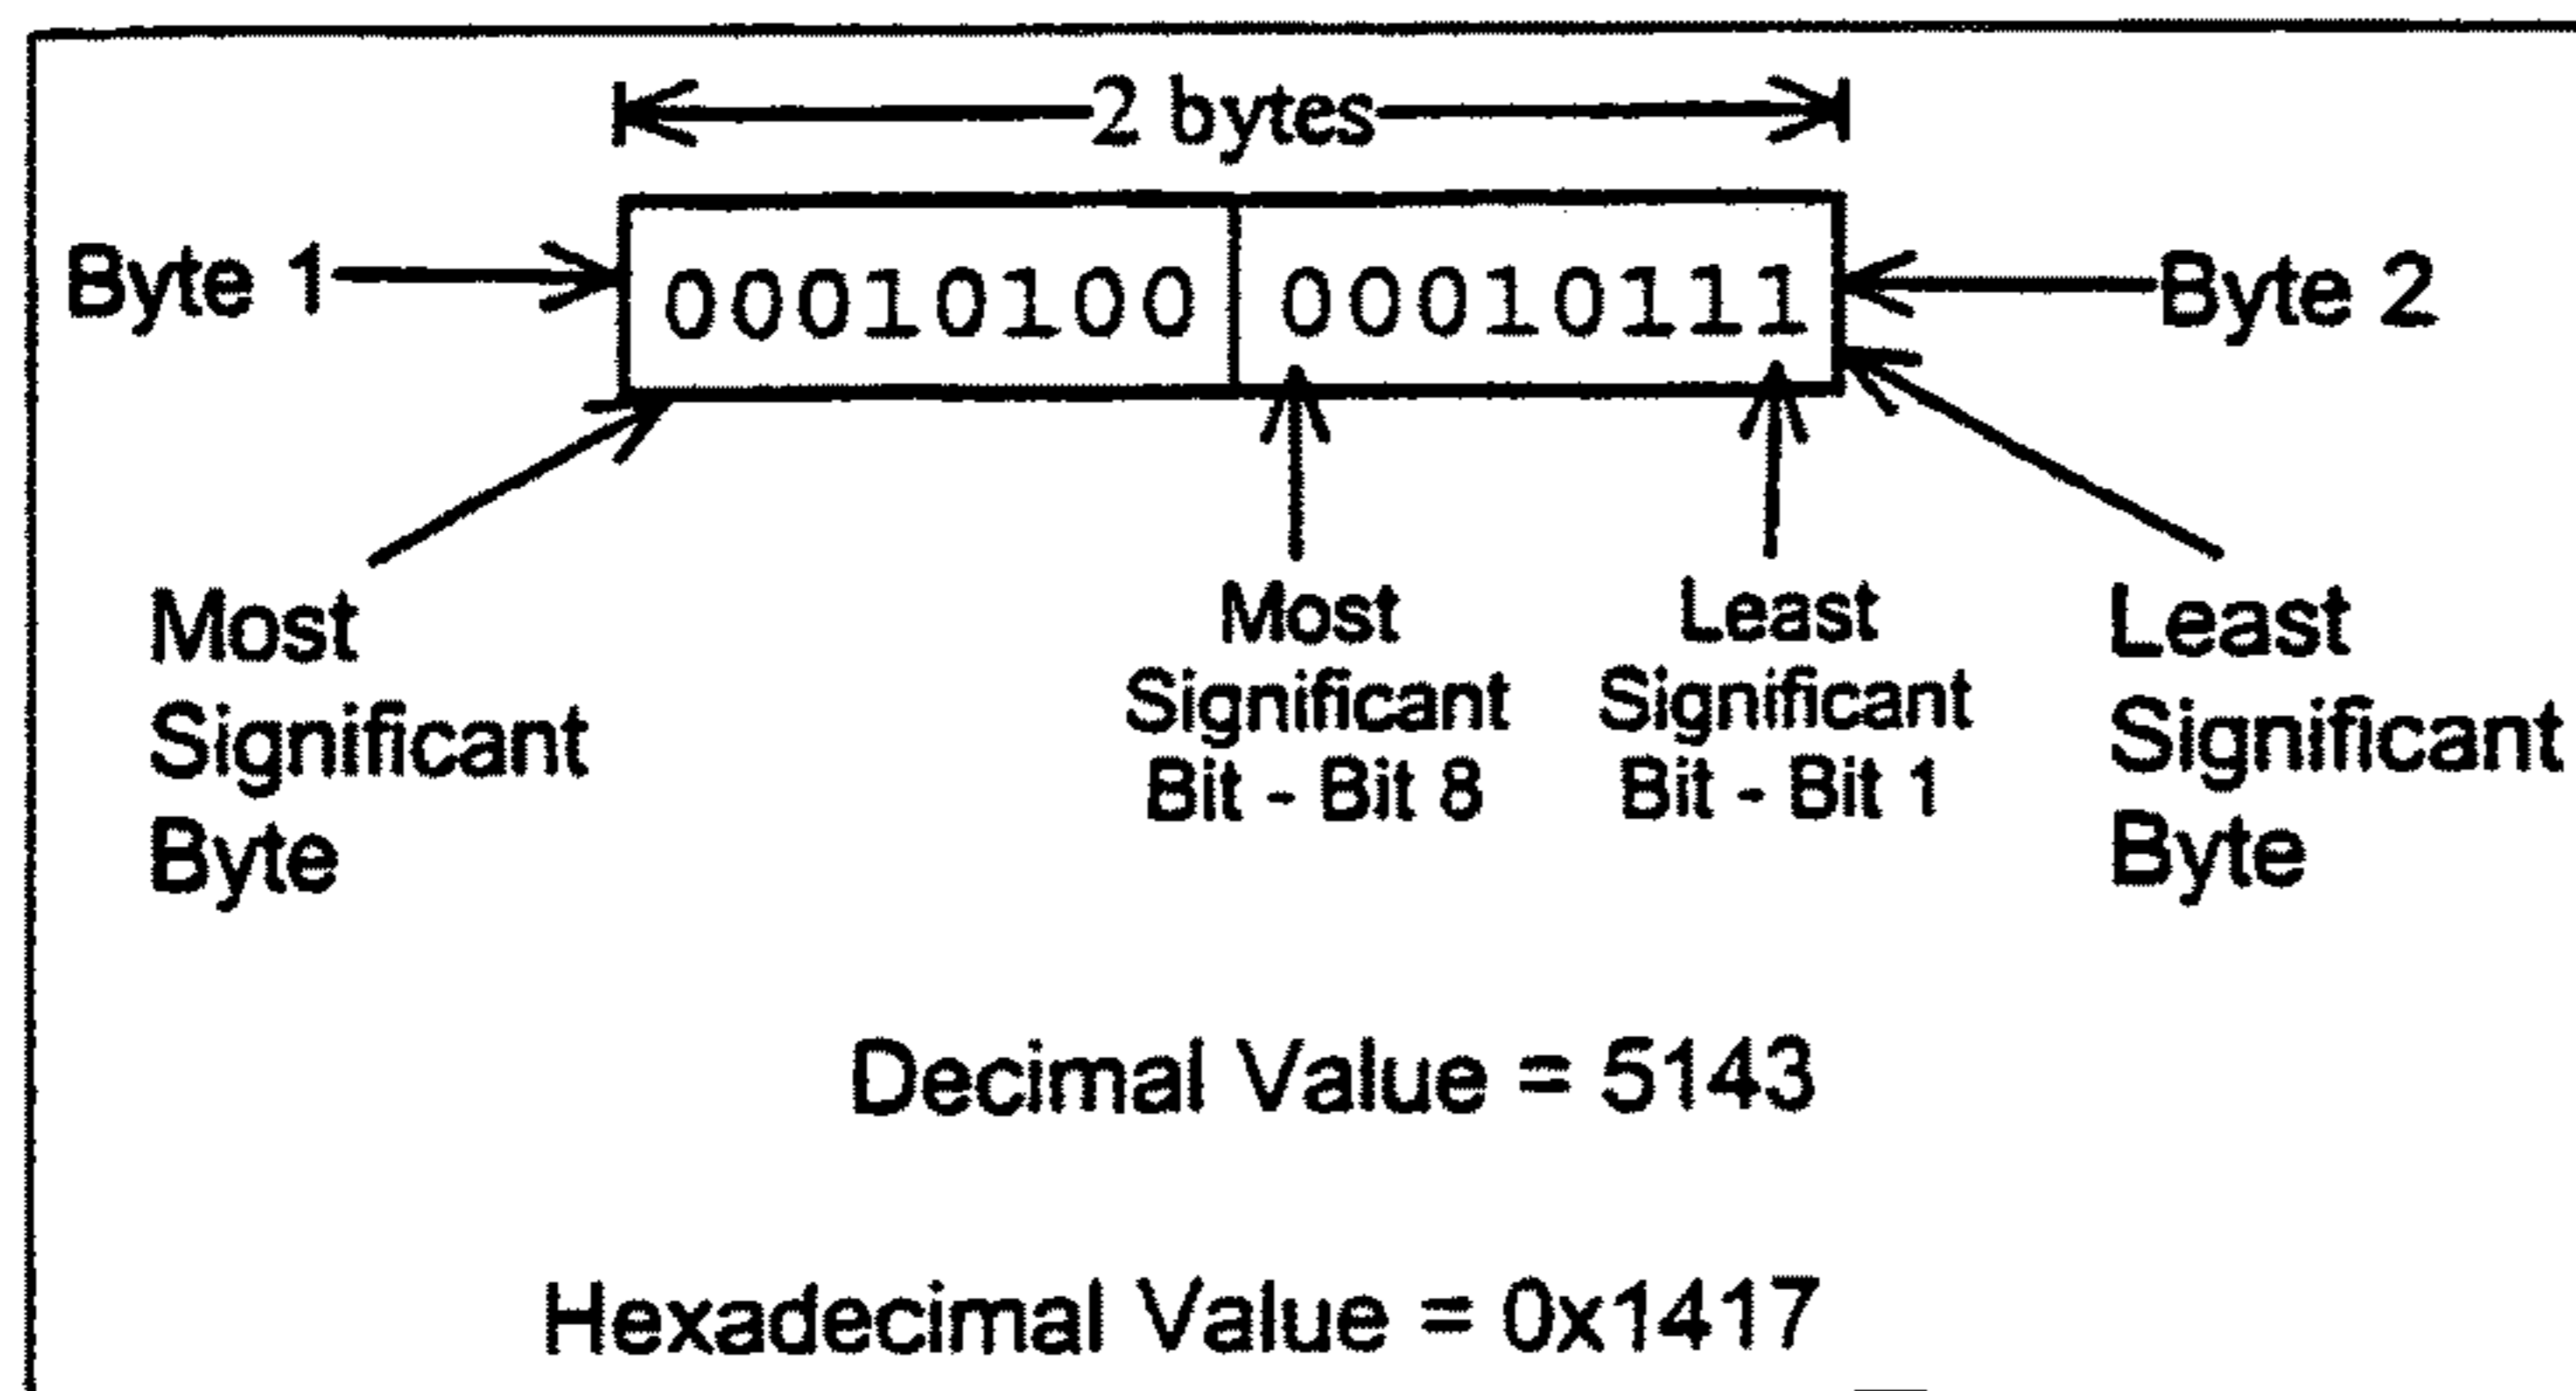 2 bytes
Byte 1
00010100 00010111
Byte 2
Most
Significant
Byte
Most
Significant
Bit - Bit 8
Least
Significant
Bit - Bit 1
Least
Significant
Byte
Decimal Value = 5143
Hexadecimal Value = 0x1417